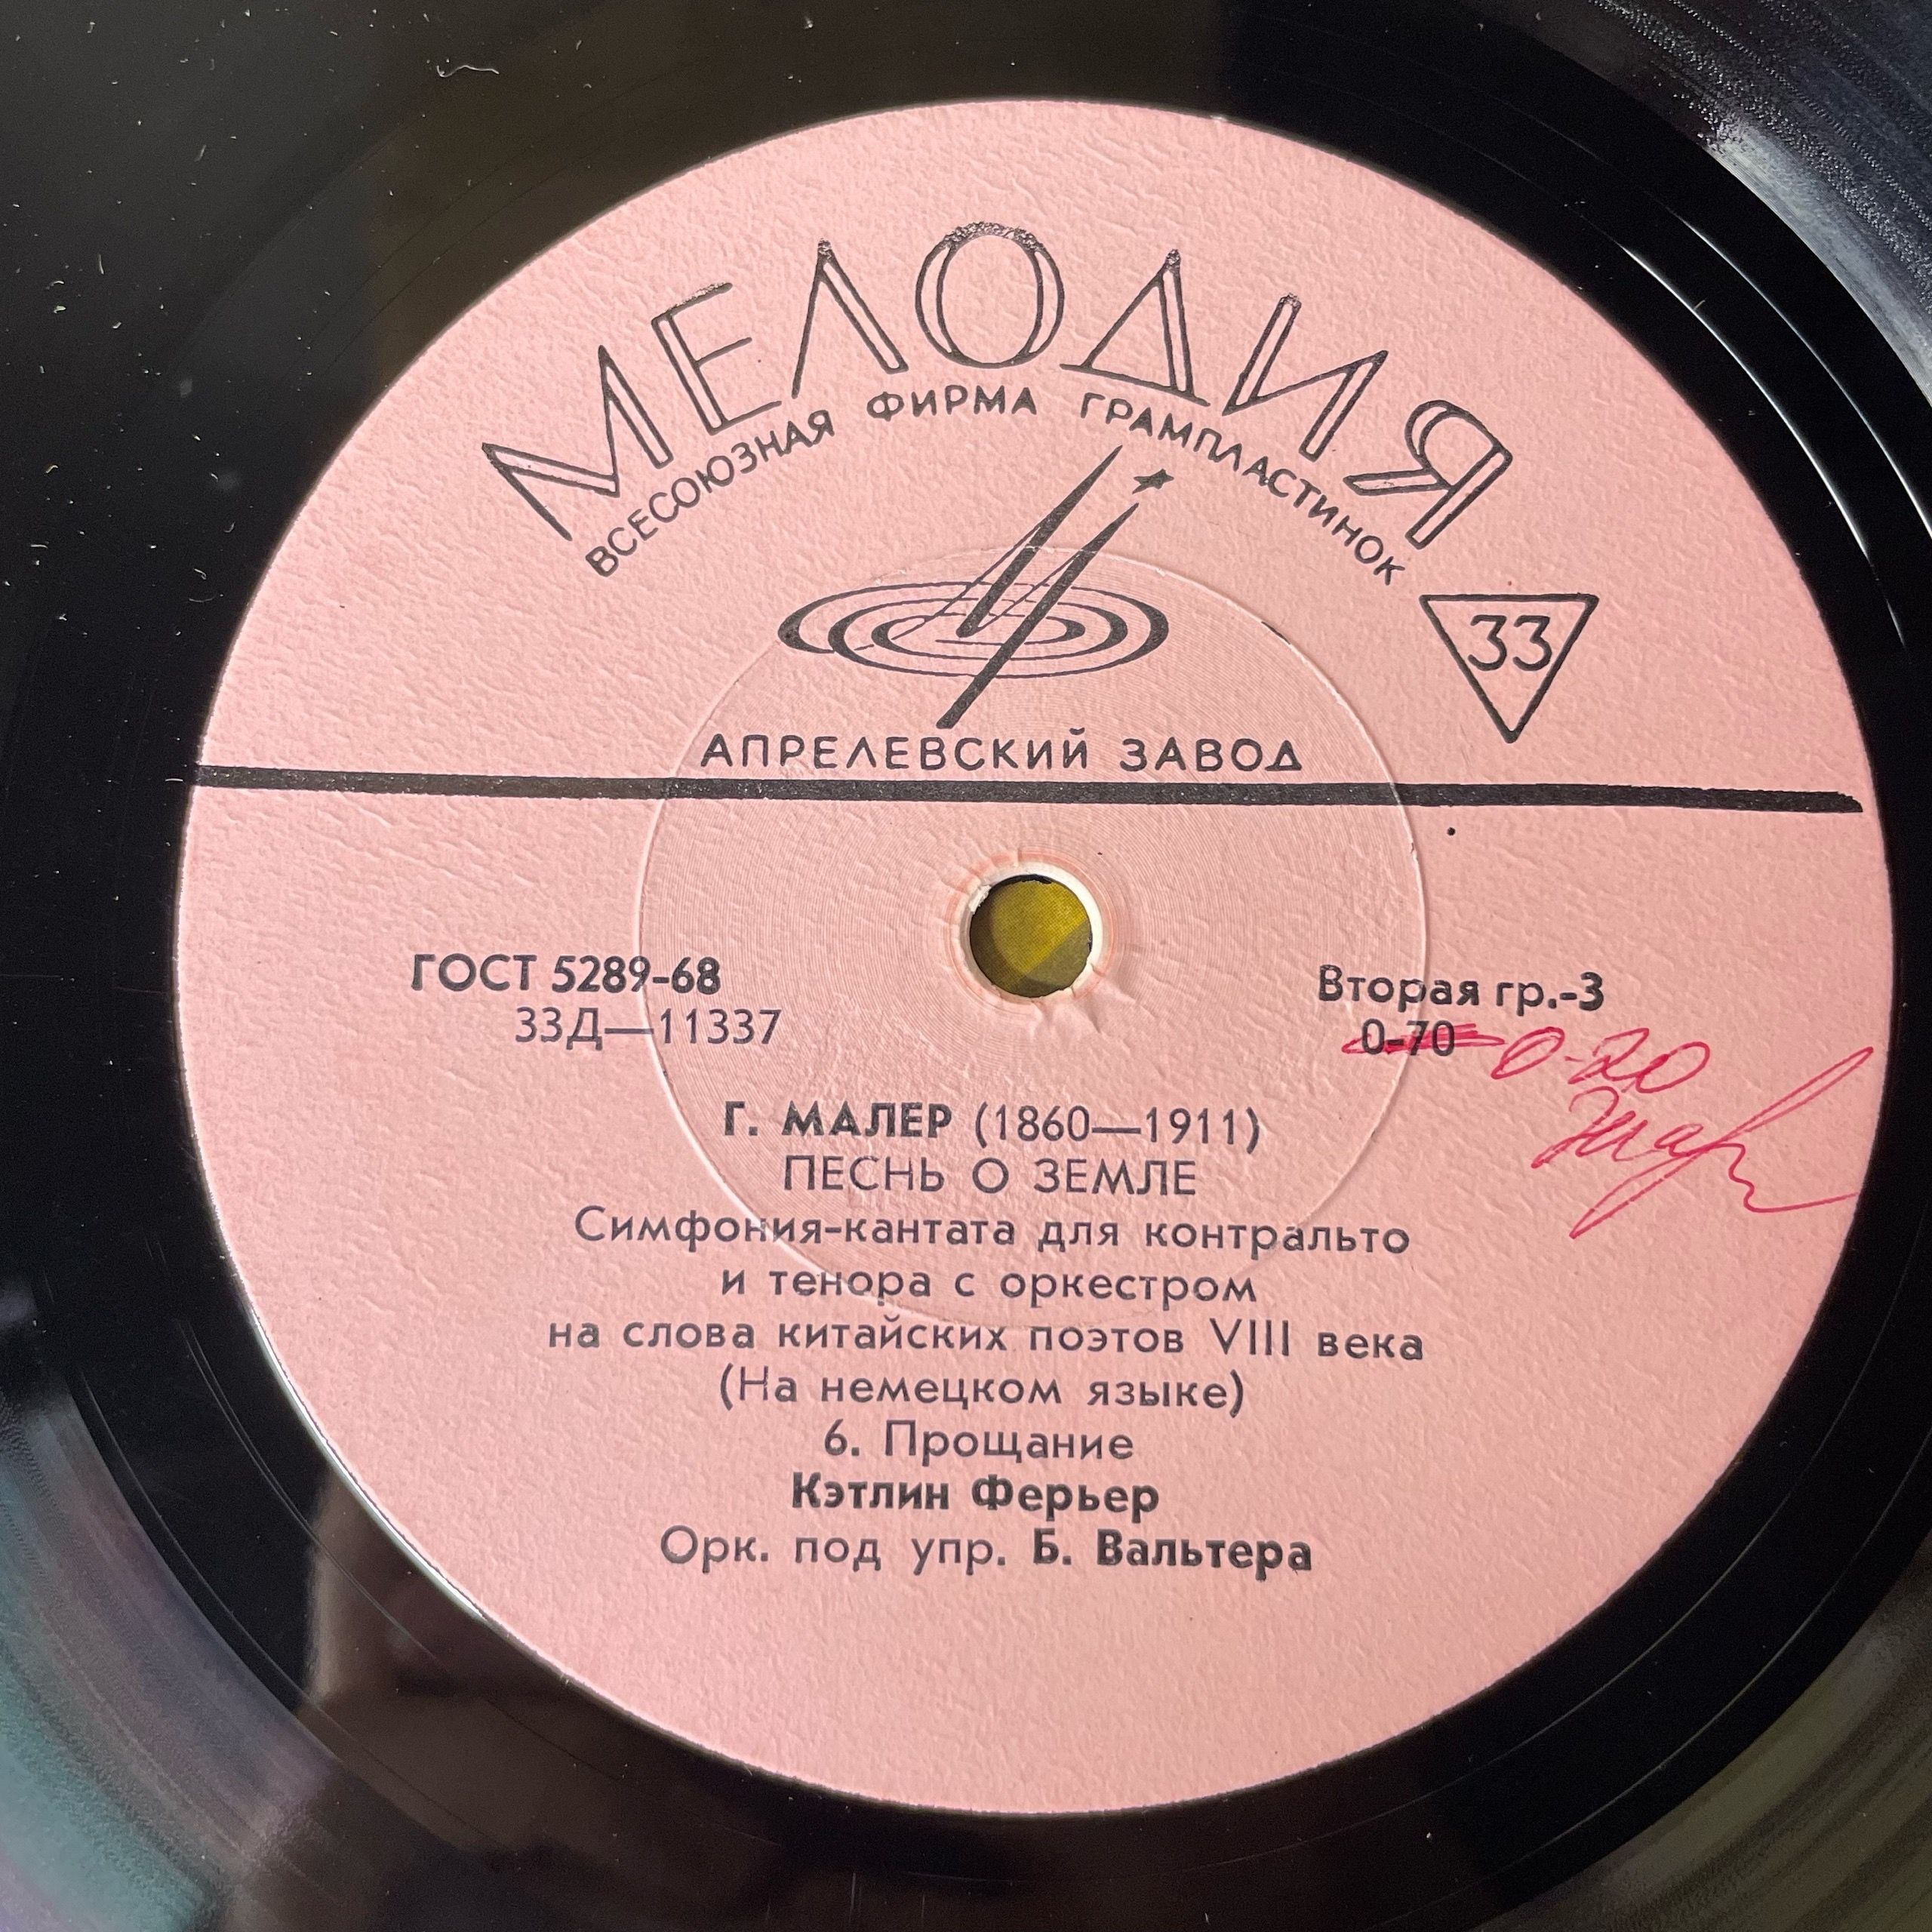 МЕЛОДИЯ
ВСЕСОЮЗНАЯ ФИРМА ГРАМПЛАСТИНОК
33
АПРЕЛЕВСКИЙ ЗАВОД
ГОСТ 5289-68
33Д—11337
Вторая гр.-3
0-70 0-20
Г. МАЛЕР (1860—1911)
ПЕСНЬ О ЗЕМЛЕ
Симфония-кантата для контральто
и тенора с оркестром
на слова китайских поэтов VIII века
(На немецком языке)
6. Прощание
Кэтлин Ферьер
Орк. под упр. Б. Вальтера